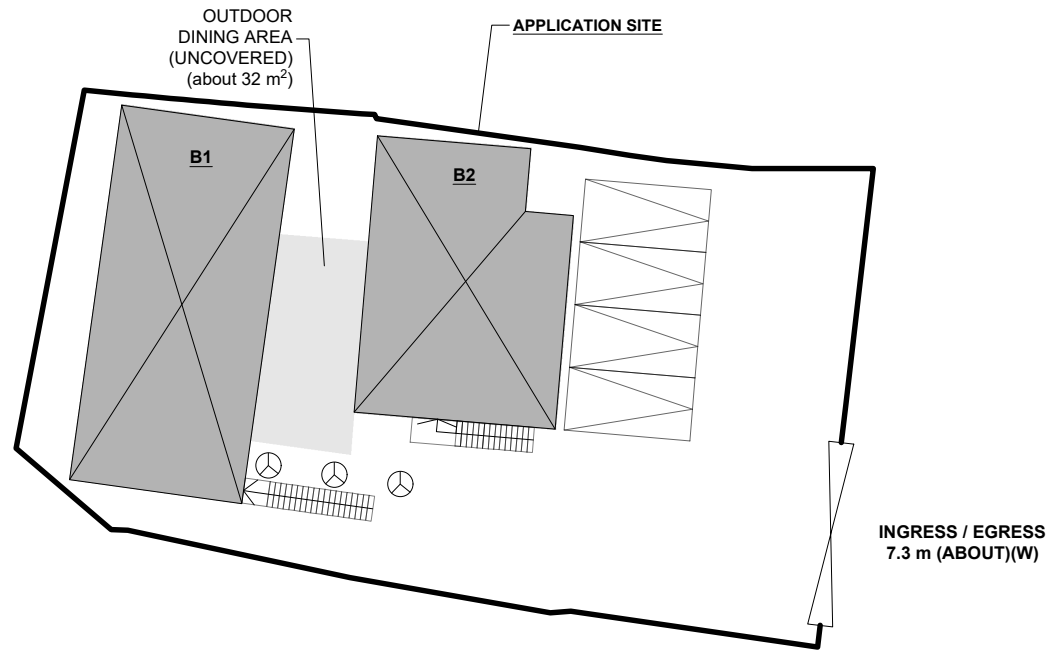 OUTDOOR
DINING AREA
(UNCOVERED)
(about 32 m²)
APPLICATION SITE
B1
B2
INGRESS / EGRESS
7.3 m (ABOUT)(W)